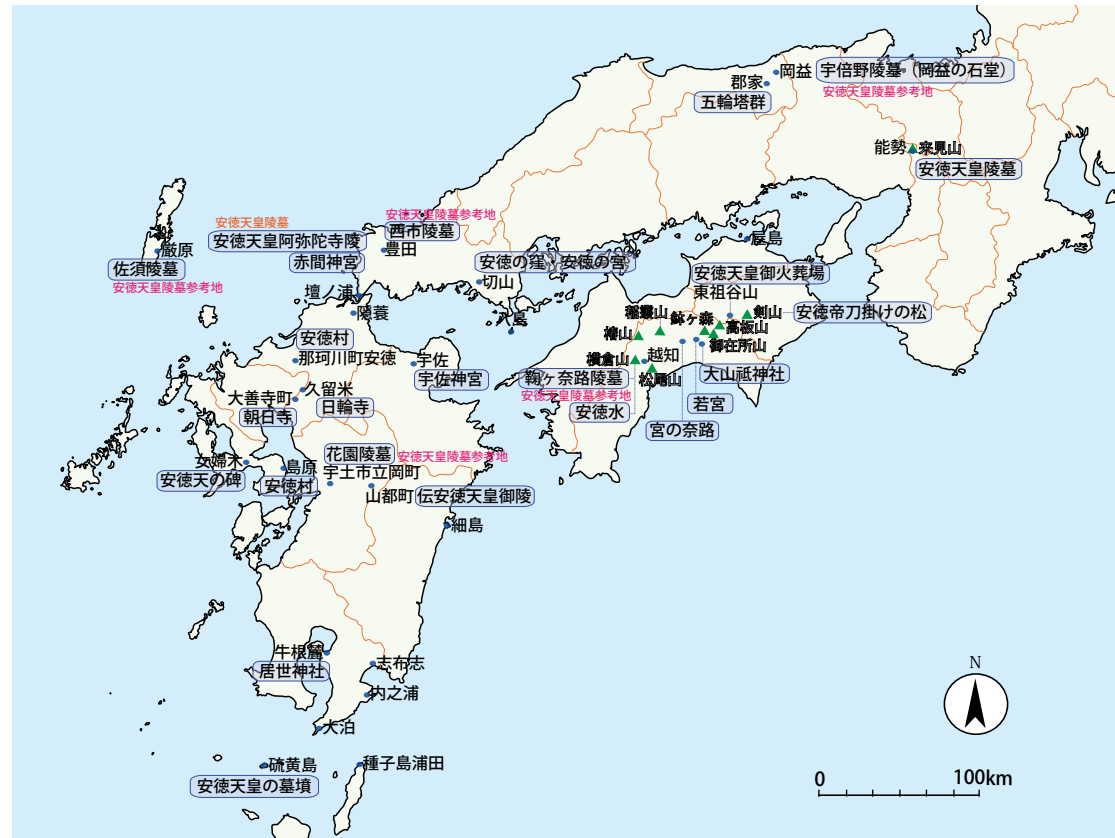 岡益
宇倍野陵墓（岡益の石堂）
安徳天皇陵墓参考地
郡家
五輪塔群
能勢
来見山
安徳天皇陵墓
安徳天皇陵墓参考地
西市陵墓
豊田
安徳天皇陵墓
安徳天皇阿弥陀寺陵
赤間神宮
壇ノ浦
厳原
佐須陵墓
安徳天皇陵墓参考地
安徳の窪・安徳の宮
切山
八島
屋島
安徳天皇御火葬場
東祖谷山
剣山
安徳帝刀掛けの松
稲叢山
鉢ヶ森
高板山
椿山
御在所山
横倉山
越知
松尾山
大山祗神社
鞠ヶ奈路陵墓
安徳天皇陵墓参考地
安徳水
若宮
宮の奈路
隠蓑
安徳村
那珂川町安徳
宇佐
宇佐神宮
久留米
日輪寺
大善寺町
朝日寺
花園陵墓
安徳天皇陵墓参考地
宇土市立岡町
山都町
伝安徳天皇御陵
女婦木
安徳天の碑
島原
安徳村
細島
牛根麓
居世神社
志布志
内之浦
大泊
硫黄島
安徳天皇の墓墳
種子島浦田
N
0
100km